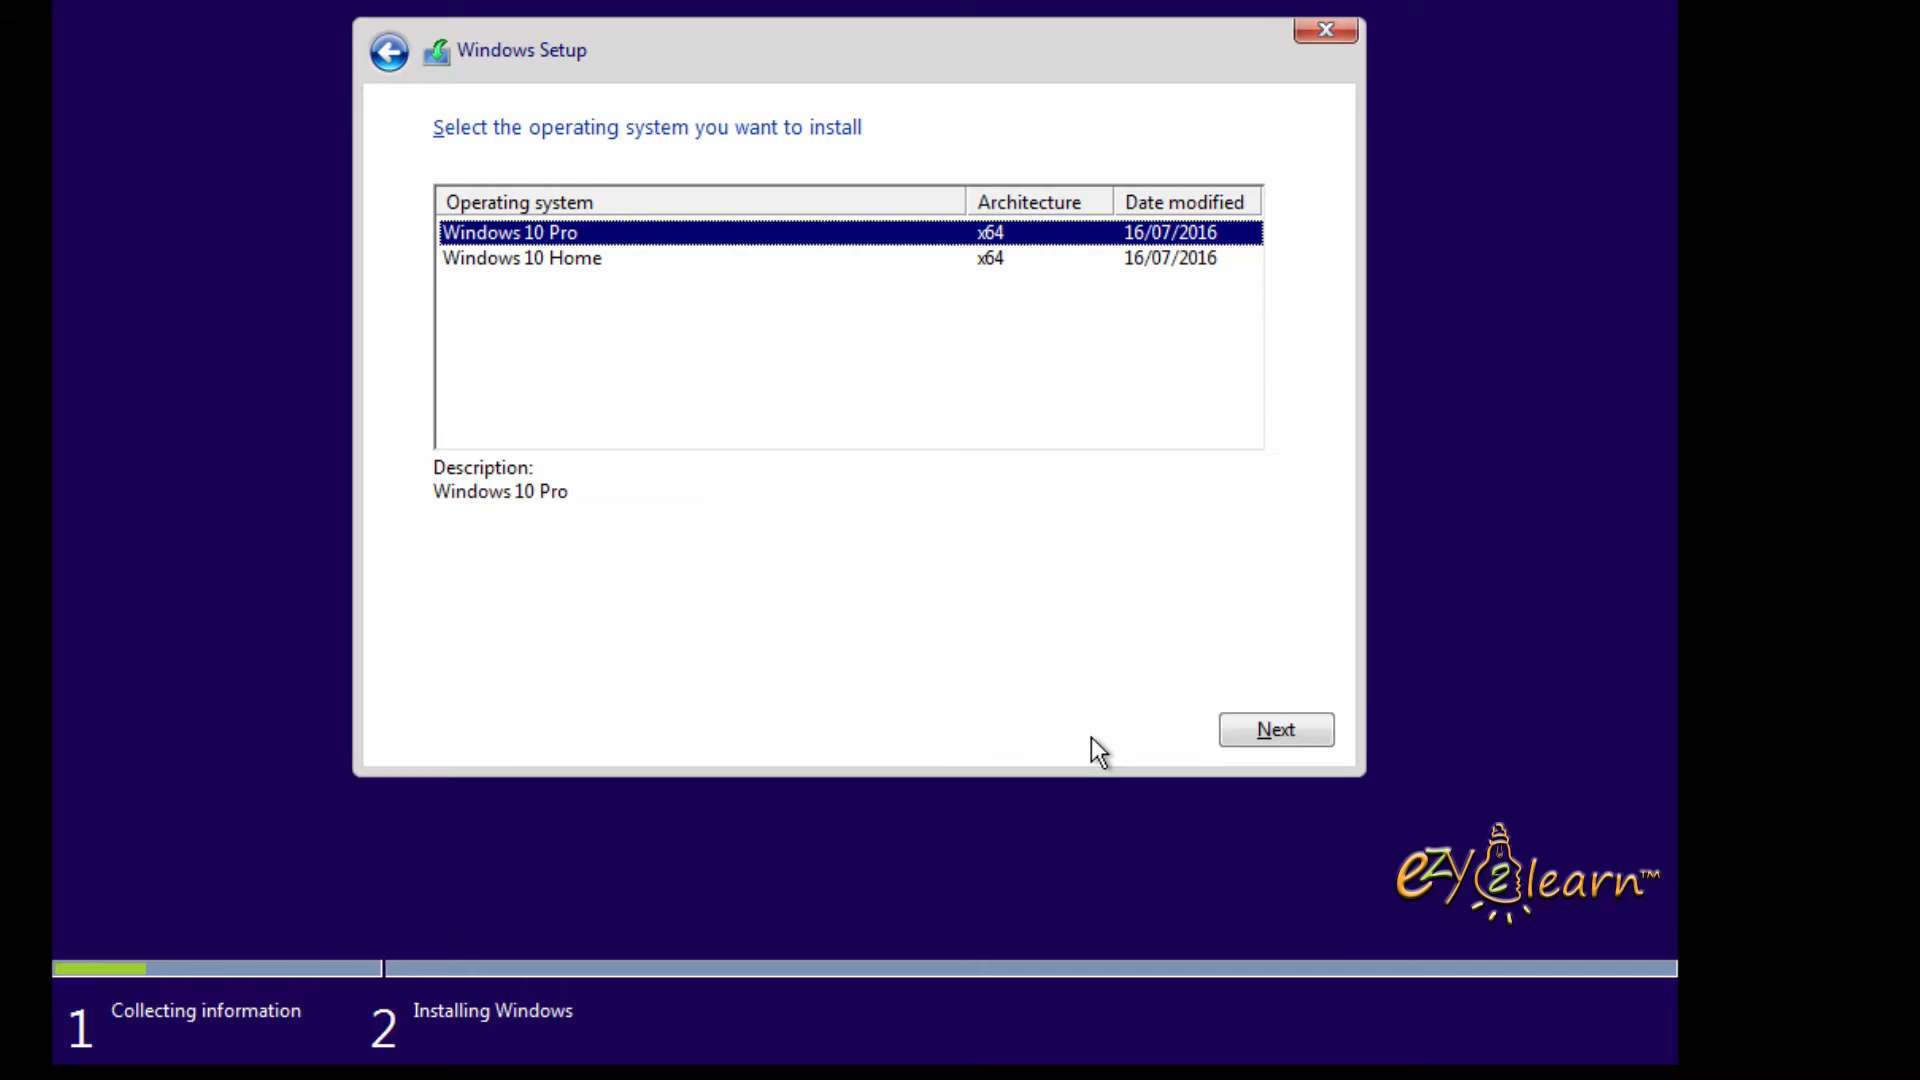 Windows Setup
Select the operating system you want to install
Operating system Architecture Date modified
Windows 10 Pro x64 16/07/2016
Windows 10 Home x64 16/07/2016
Description:
Windows 10 Pro
Next
ezy2learn™
1 Collecting information 2 Installing Windows